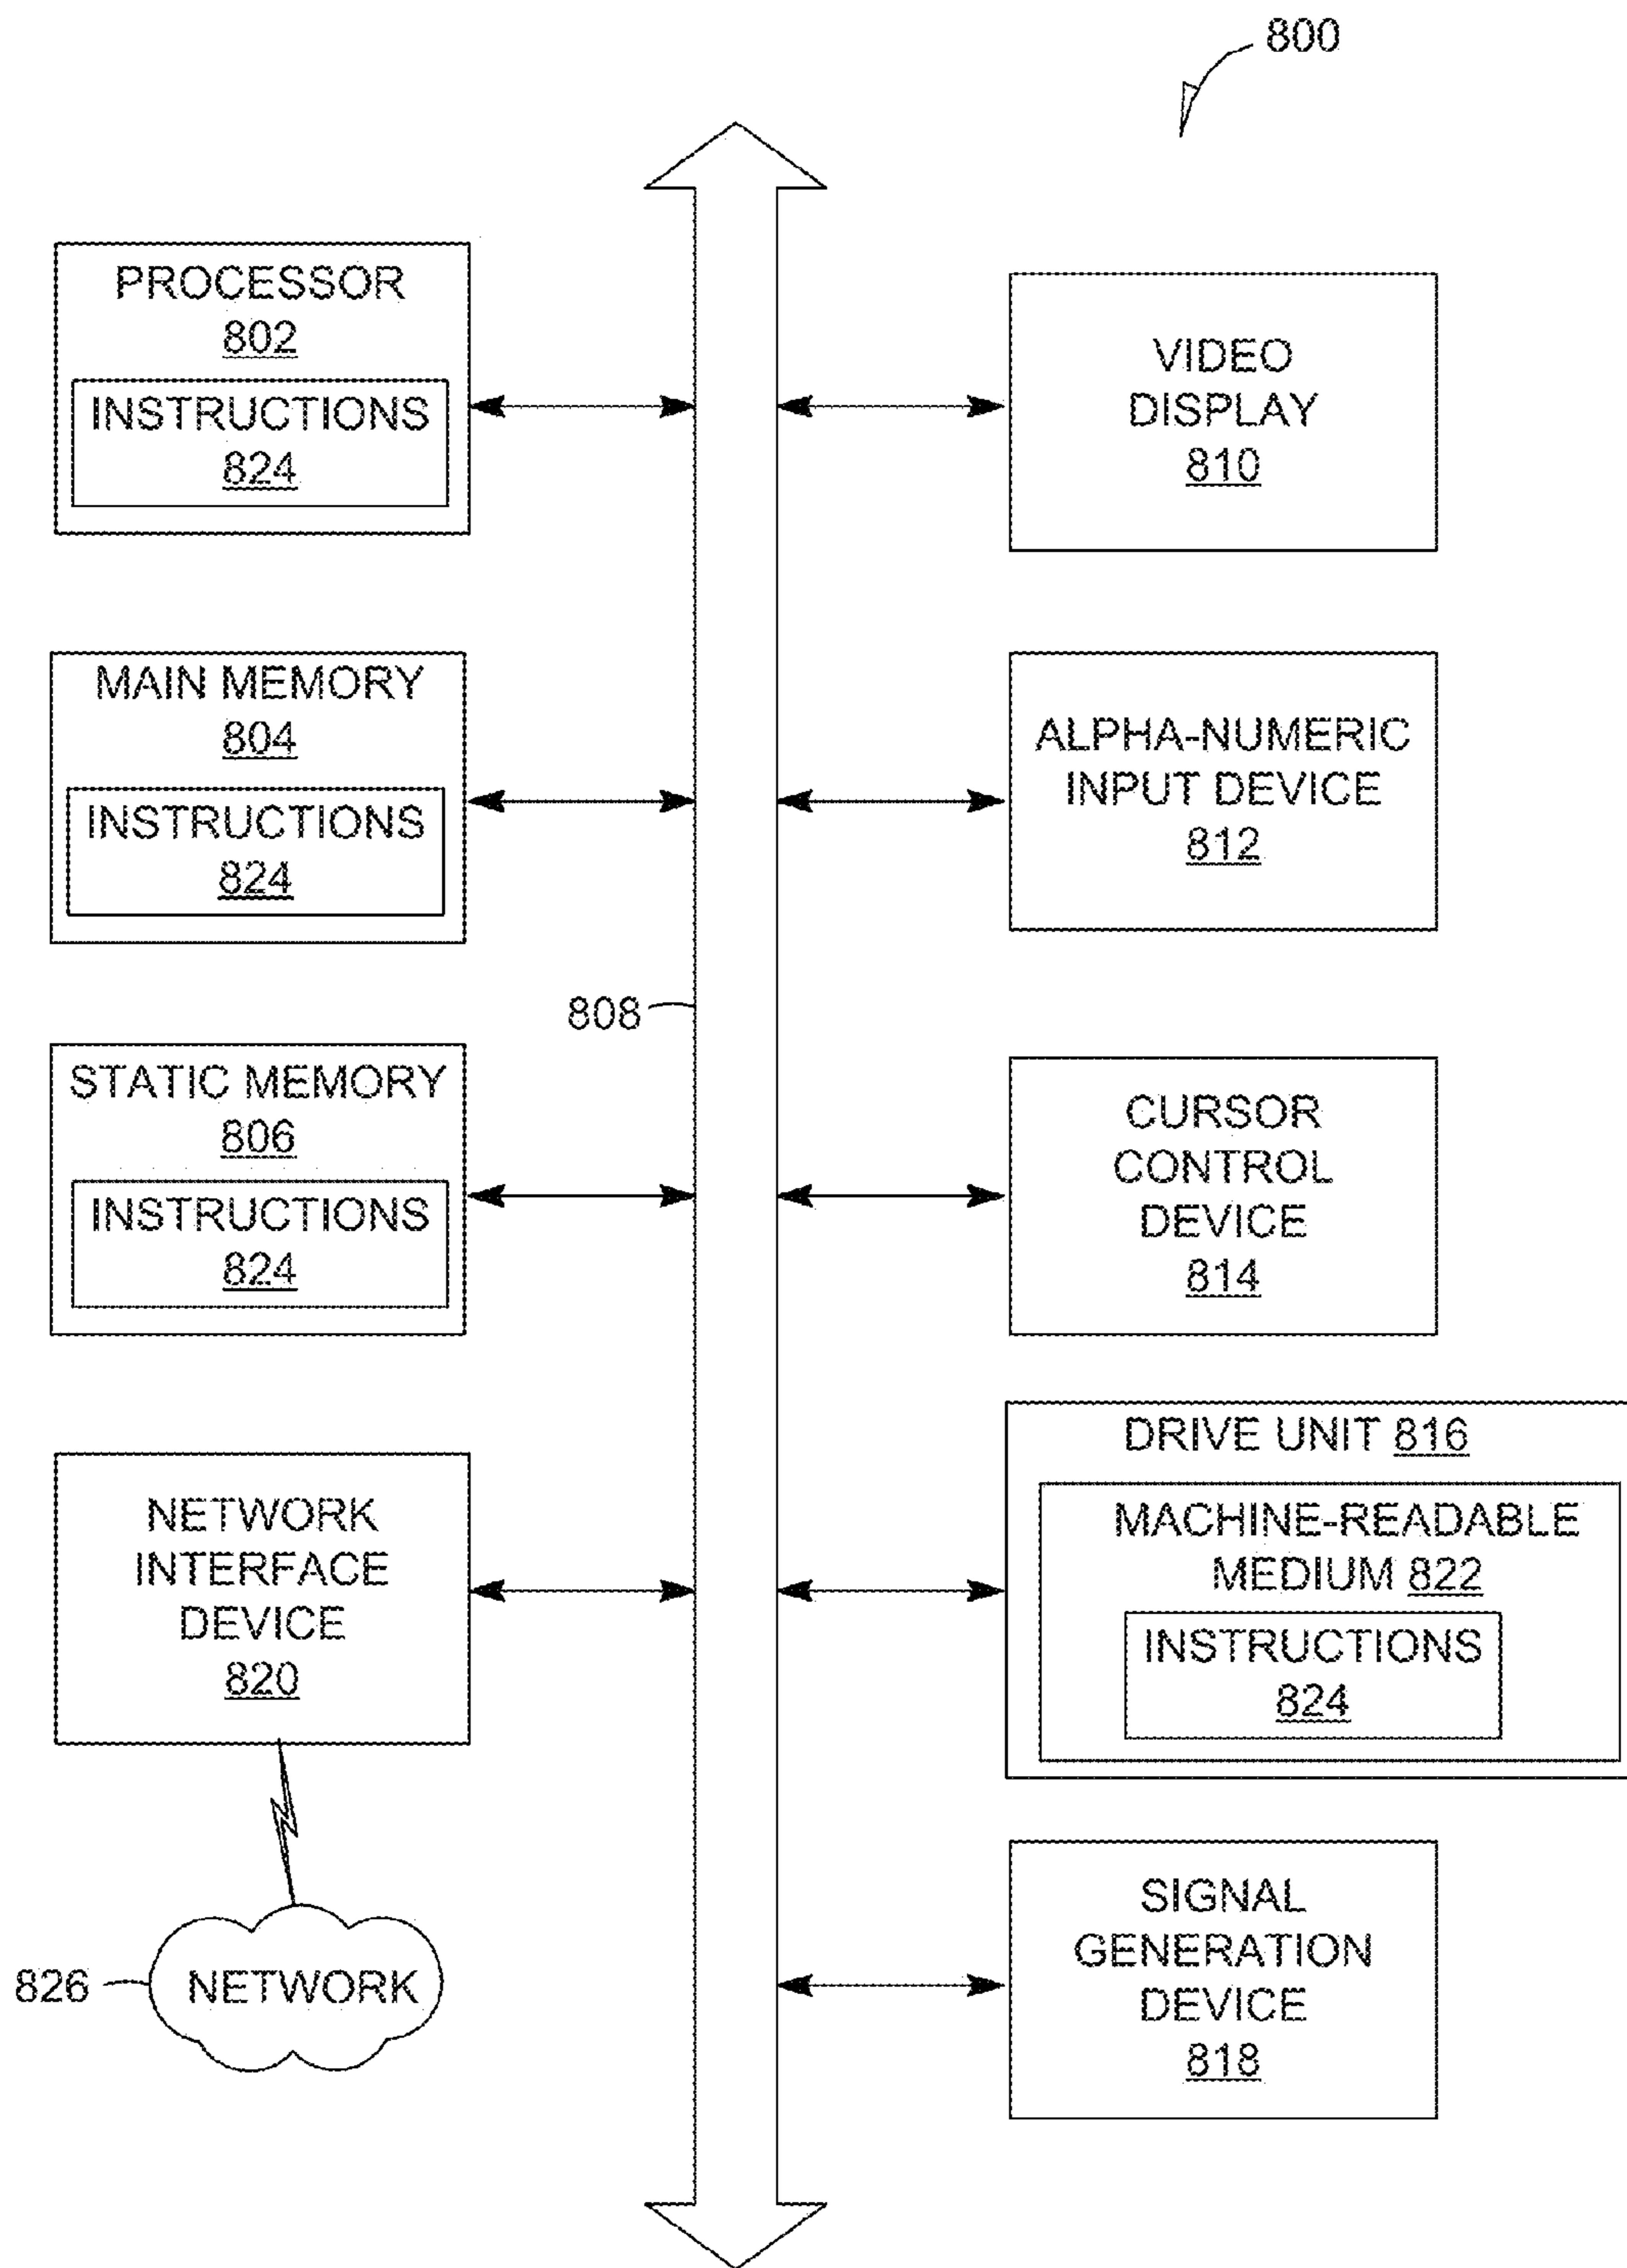 800
PROCESSOR
802
INSTRUCTIONS
824
MAIN MEMORY
804
INSTRUCTIONS
824
808
STATIC MEMORY
806
INSTRUCTIONS
824
NETWORK
INTERFACE
DEVICE
820
826
NETWORK
VIDEO
DISPLAY
810
ALPHA-NUMERIC
INPUT DEVICE
812
CURSOR
CONTROL
DEVICE
814
DRIVE UNIT 816
MACHINE-READABLE
MEDIUM 822
INSTRUCTIONS
824
SIGNAL
GENERATION
DEVICE
818